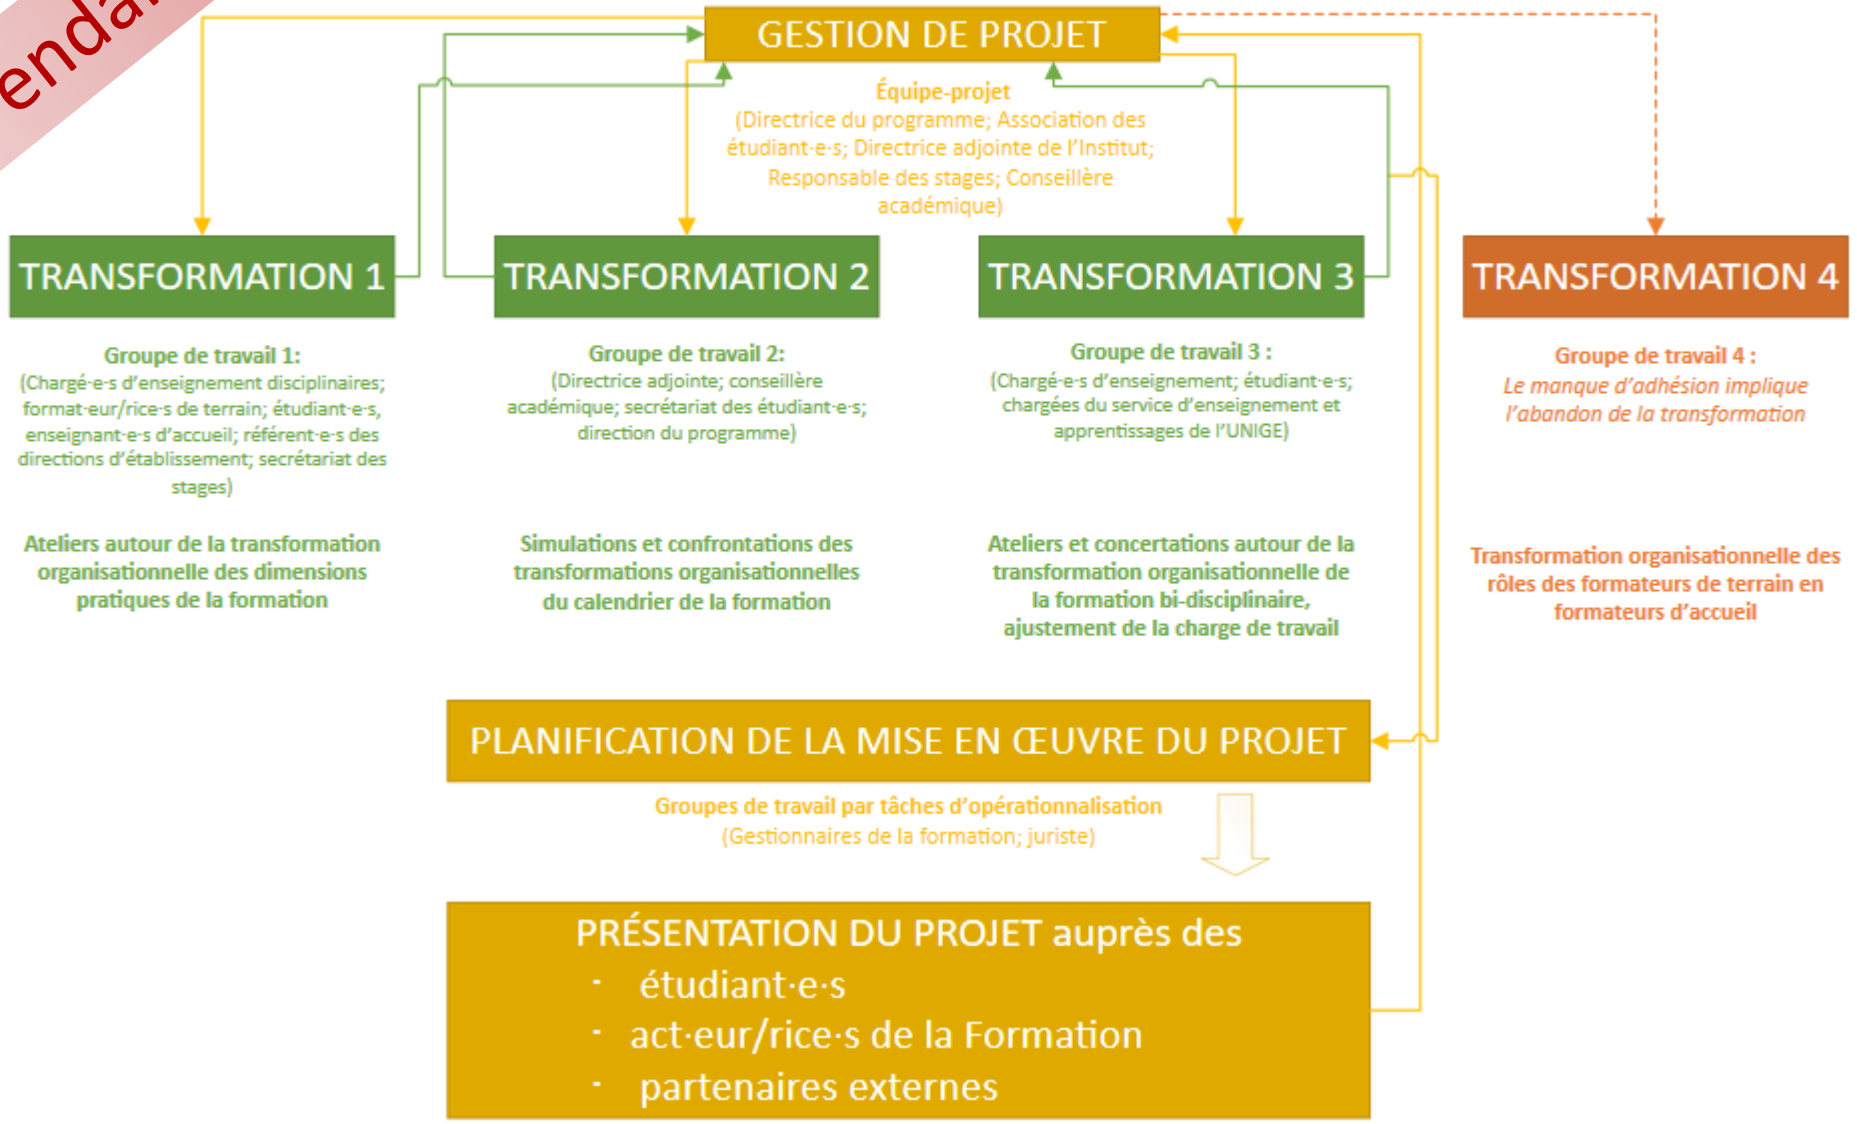 GESTION DE PROJET
Équipe-projet
(Directrice du programme; Association des
étudiant·e·s; Directrice adjointe de l'Institut;
Responsable des stages; Conseillère
académique)
TRANSFORMATION 1
Groupe de travail 1:
(Chargé·e·s d'enseignement disciplinaires;
format·eur/rice·s de terrain; étudiant·e·s,
enseignant·e·s d'accueil; référent·e·s des
directions d'établissement; secrétariat des
stages)
Ateliers autour de la transformation
organisationnelle des dimensions
pratiques de la formation
TRANSFORMATION 2
Groupe de travail 2:
(Directrice adjointe; conseillère
académique; secrétariat des étudiant·e·s;
direction du programme)
Simulations et confrontations des
transformations organisationnelles
du calendrier de la formation
TRANSFORMATION 3
Groupe de travail 3 :
(Chargé·e·s d'enseignement; étudiant·e·s;
chargées du service d'enseignement et
apprentissages de l'UNIGE)
Ateliers et concertations autour de la
transformation organisationnelle de
la formation bi-disciplinaire,
ajustement de la charge de travail
TRANSFORMATION 4
Groupe de travail 4 :
Le manque d'adhésion implique
l'abandon de la transformation
Transformation organisationnelle des
rôles des formateurs de terrain en
formateurs d'accueil
PLANIFICATION DE LA MISE EN ŒUVRE DU PROJET
Groupes de travail par tâches d'opérationnalisation
(Gestionnaires de la formation; juriste)
PRÉSENTATION DU PROJET auprès des
- étudiant·e·s
- act·eur/rice·s de la Formation
- partenaires externes